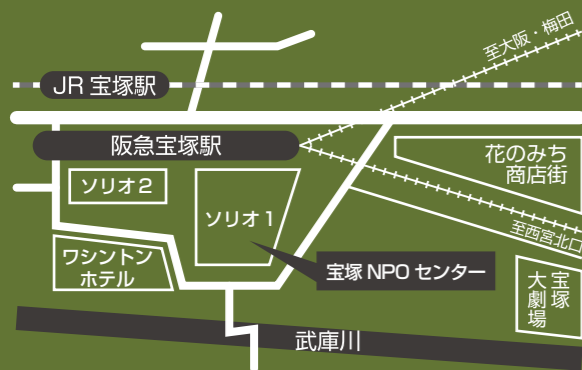 至大阪・梅田
JR 宝塚駅
阪急宝塚駅
花のみち
商店街
ソリオ2
ソリオ1
至西宮北口
ワシントン
ホテル
宝塚 NPO センター
宝塚
大劇場
武庫川